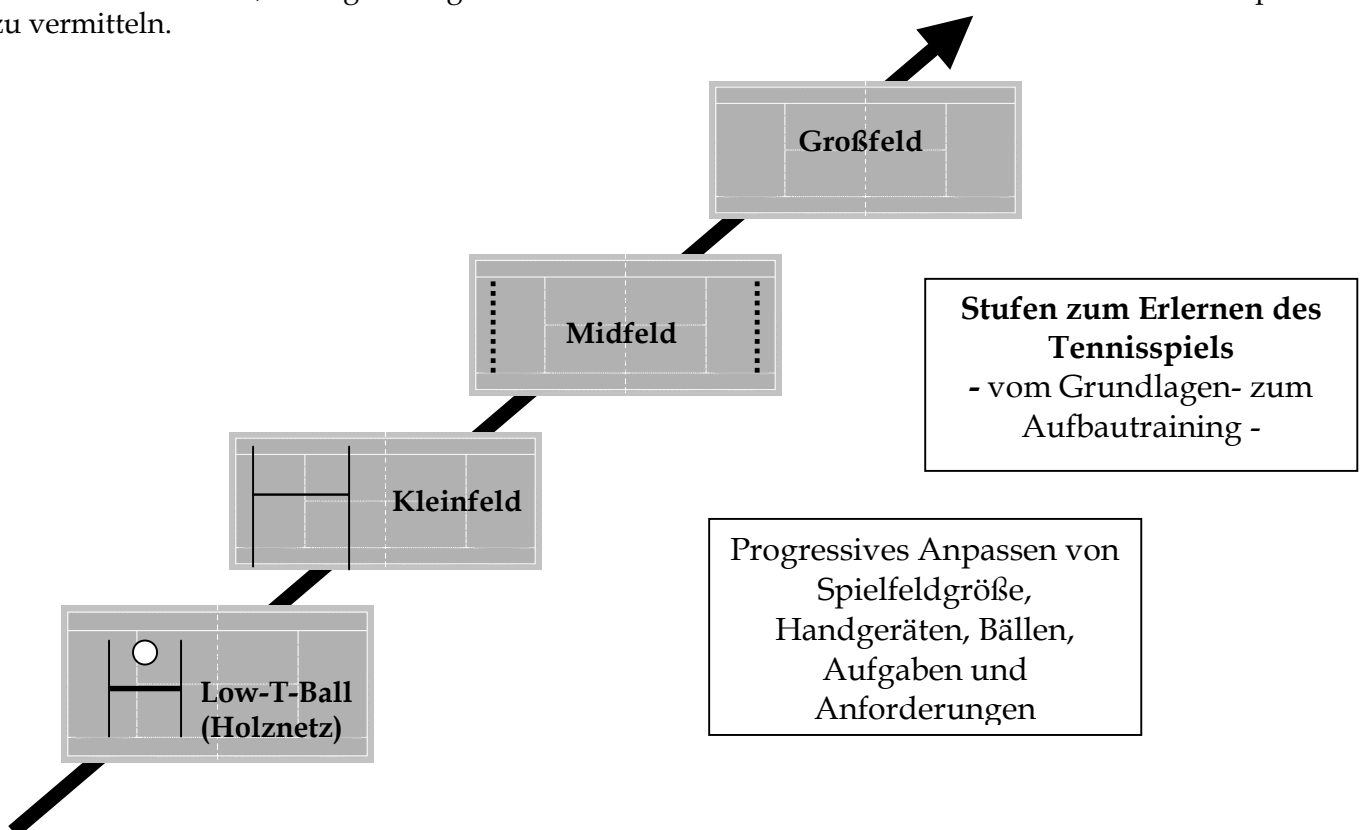 zu vermitteln.
Großfeld
Midfeld
Stufen zum Erlernen des
Tennisspiels
- vom Grundlagen- zum
Aufbautraining -
Kleinfeld
Progressives Anpassen von
Spielfeldgröße,
Handgeräten, Bällen,
Aufgaben und
Anforderungen
Low-T-Ball
(Holznetz)